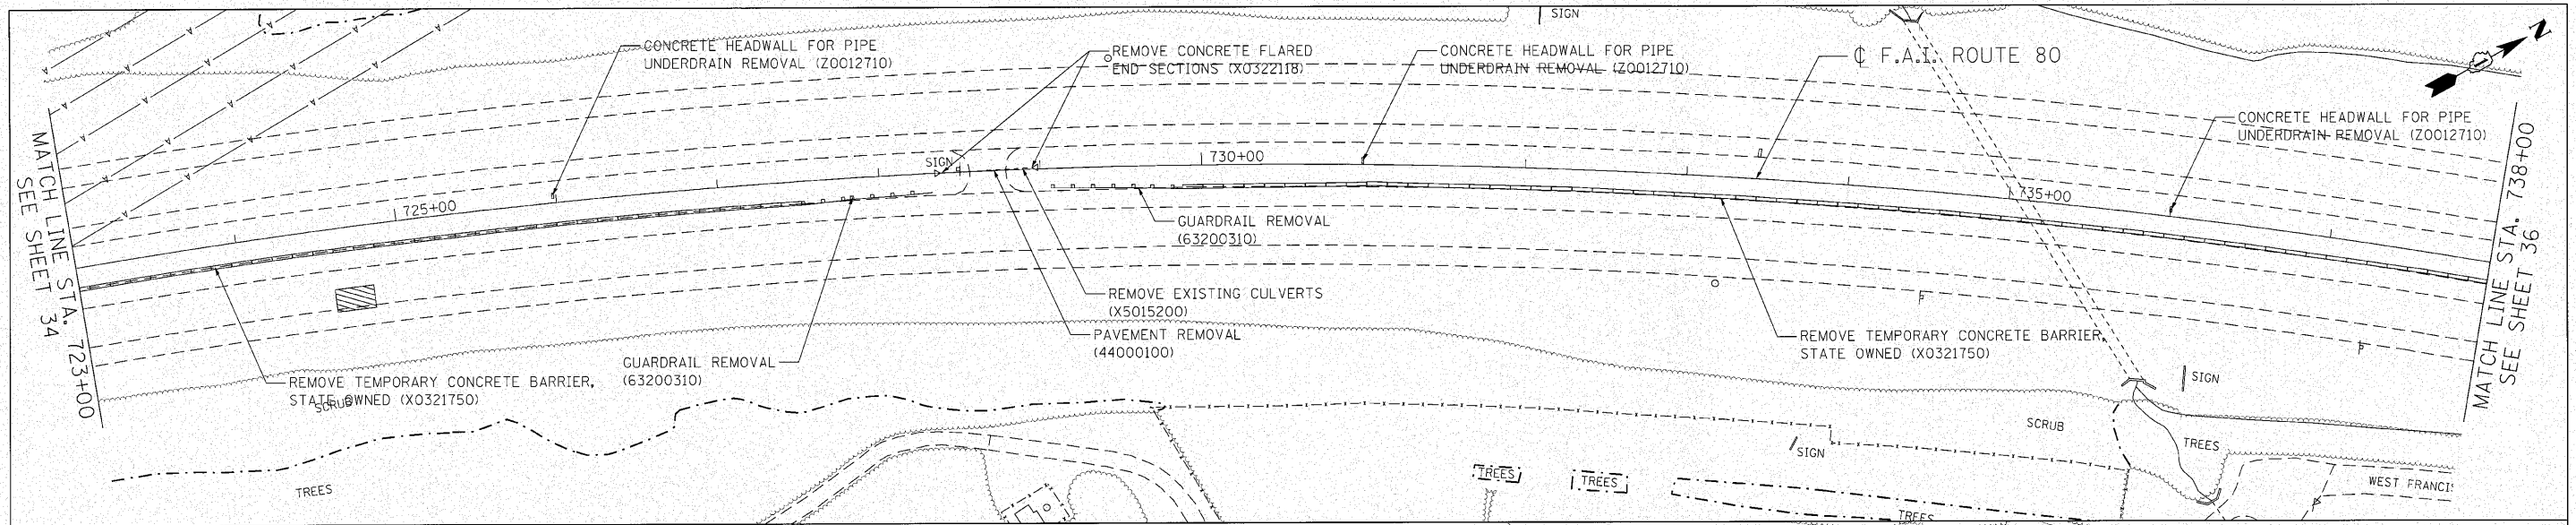 SIGN
CONCRETE HEADWALL FOR PIPE
UNDERDRAIN REMOVAL (Z0012710)
REMOVE CONCRETE FLARED
END SECTIONS (X0322118)
CONCRETE HEADWALL FOR PIPE
UNDERDRAIN REMOVAL (Z0012710)
℄ F.A.I. ROUTE 80
N
CONCRETE HEADWALL FOR PIPE
UNDERDRAIN REMOVAL (Z0012710)
MATCH LINE STA. 723+00
SEE SHEET 34
SIGN
730+00
725+00
735+00
MATCH LINE STA. 738+00
SEE SHEET 36
GUARDRAIL REMOVAL
(63200310)
REMOVE EXISTING CULVERTS
(X5015200)
PAVEMENT REMOVAL
(44000100)
REMOVE TEMPORARY CONCRETE BARRIER,
STATE OWNED (X0321750)
GUARDRAIL REMOVAL
(63200310)
REMOVE TEMPORARY CONCRETE BARRIER,
STATE OWNED (X0321750)
SCRUB
SIGN
SCRUB
TREES
SIGN
TREES
TREES
TREES
WEST FRANCIS
TREES